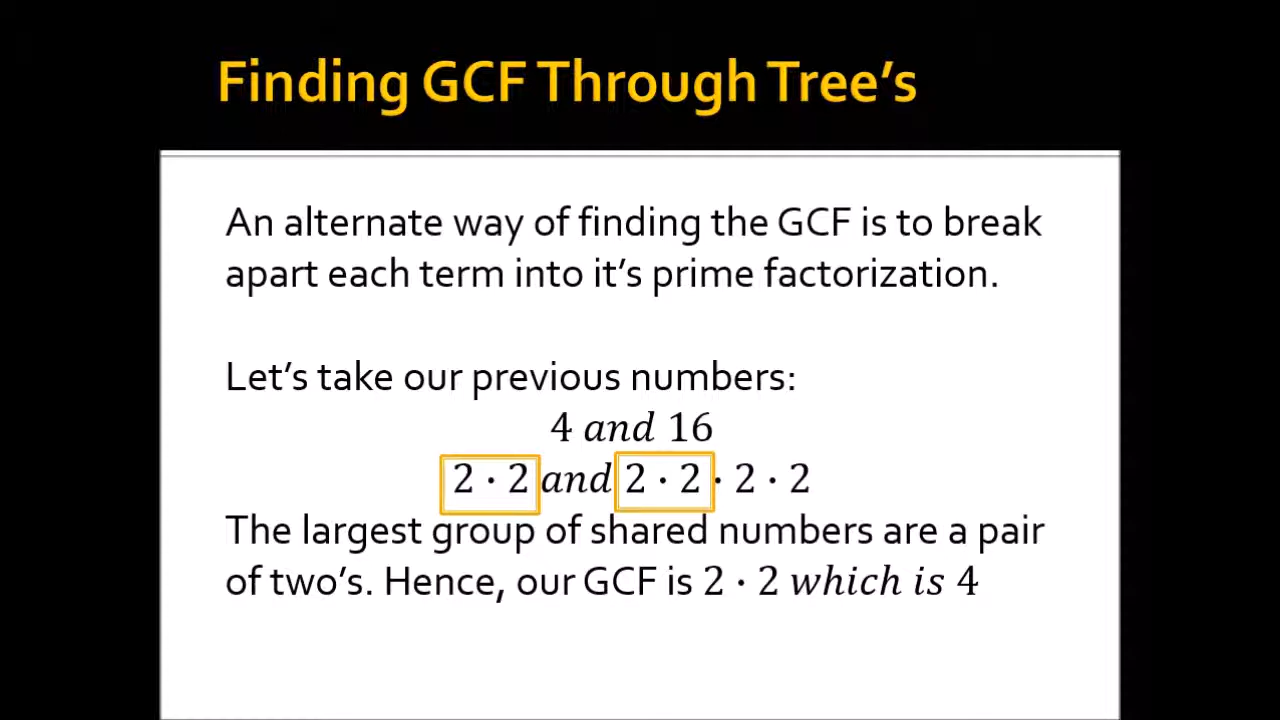 Finding GCF Through Tree's
An alternate way of finding the GCF is to break
apart each term into it's prime factorization.
Let's take our previous numbers:
4 and 16
2 · 2 and 2 · 2 · 2 · 2
The largest group of shared numbers are a pair
of two's. Hence, our GCF is 2 · 2 which is 4